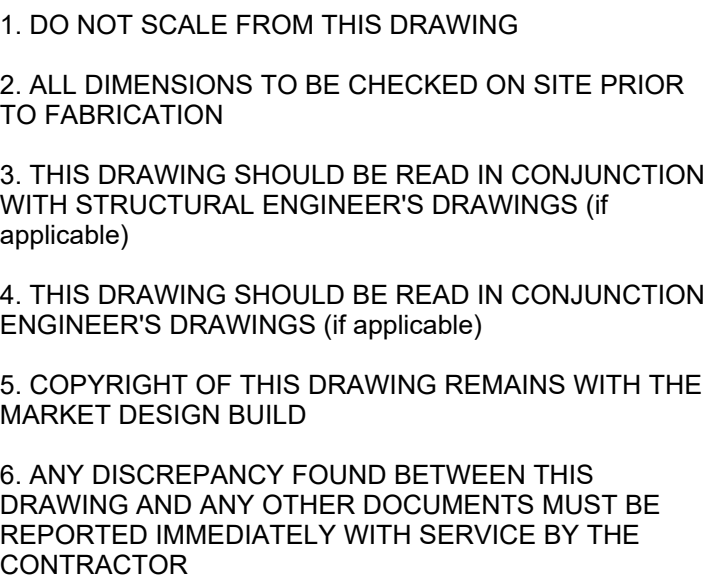 1. DO NOT SCALE FROM THIS DRAWING
2. ALL DIMENSIONS TO BE CHECKED ON SITE PRIOR
TO FABRICATION
3. THIS DRAWING SHOULD BE READ IN CONJUNCTION
WITH STRUCTURAL ENGINEER'S DRAWINGS (if
applicable)
4. THIS DRAWING SHOULD BE READ IN CONJUNCTION
ENGINEER'S DRAWINGS (if applicable)
5. COPYRIGHT OF THIS DRAWING REMAINS WITH THE
MARKET DESIGN BUILD
6. ANY DISCREPANCY FOUND BETWEEN THIS
DRAWING AND ANY OTHER DOCUMENTS MUST BE
REPORTED IMMEDIATELY WITH SERVICE BY THE
CONTRACTOR